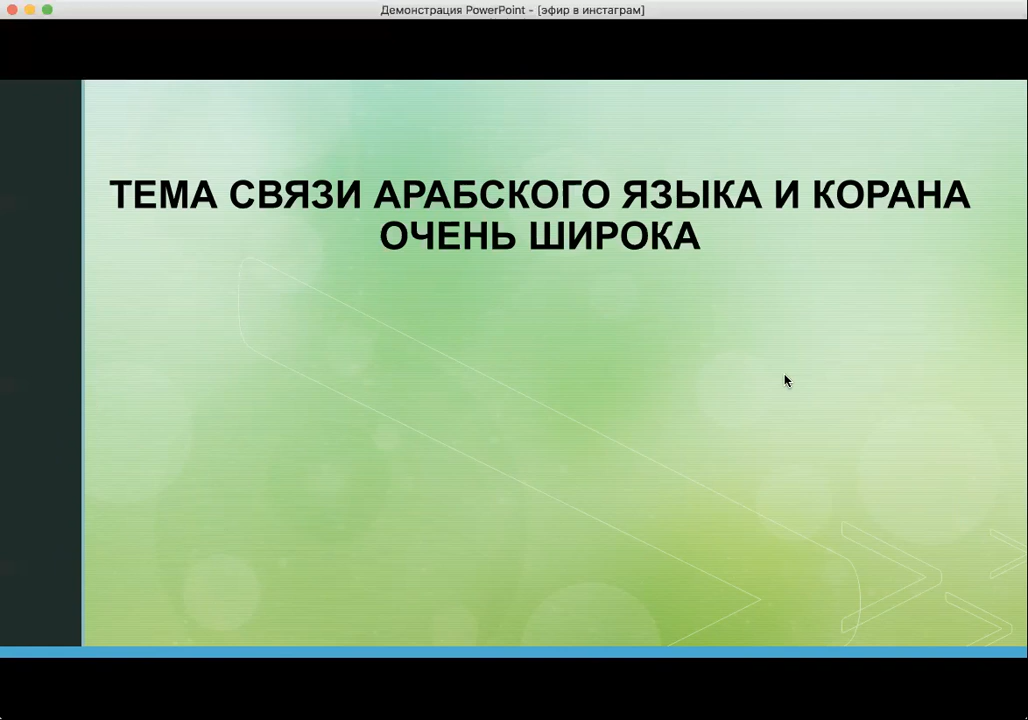 Демонстрация PowerPoint - [эфир в инстаграм]
ТЕМА СВЯЗИ АРАБСКОГО ЯЗЫКА И КОРАНА
ОЧЕНЬ ШИРОКА